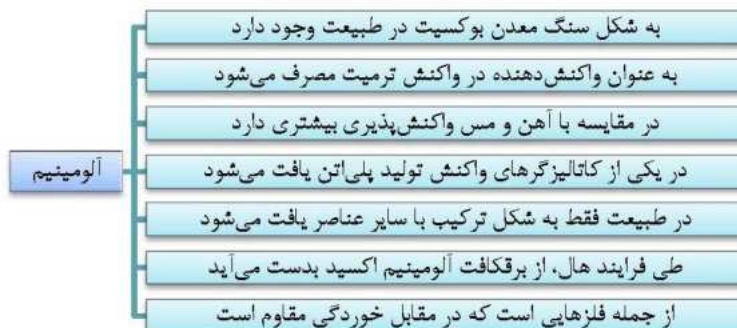 به شکل سنگ معدن بوکسیت در طبیعت وجود دارد
به عنوان واکنش‌دهنده در واکنش ترمیت مصرف می‌شود
در مقایسه با آهن و مس واکنش‌پذیری بیشتری دارد
آلومینیم
در یکی از کاتالیزگرهای واکنش تولید پلی‌اتن یافت می‌شود
در طبیعت فقط به شکل ترکیب با سایر عناصر یافت می‌شود
طی فرایند هال، از برقکافت آلومینیم اکسید بدست می‌آید
از جمله فلزهایی است که در مقابل خوردگی مقاوم است